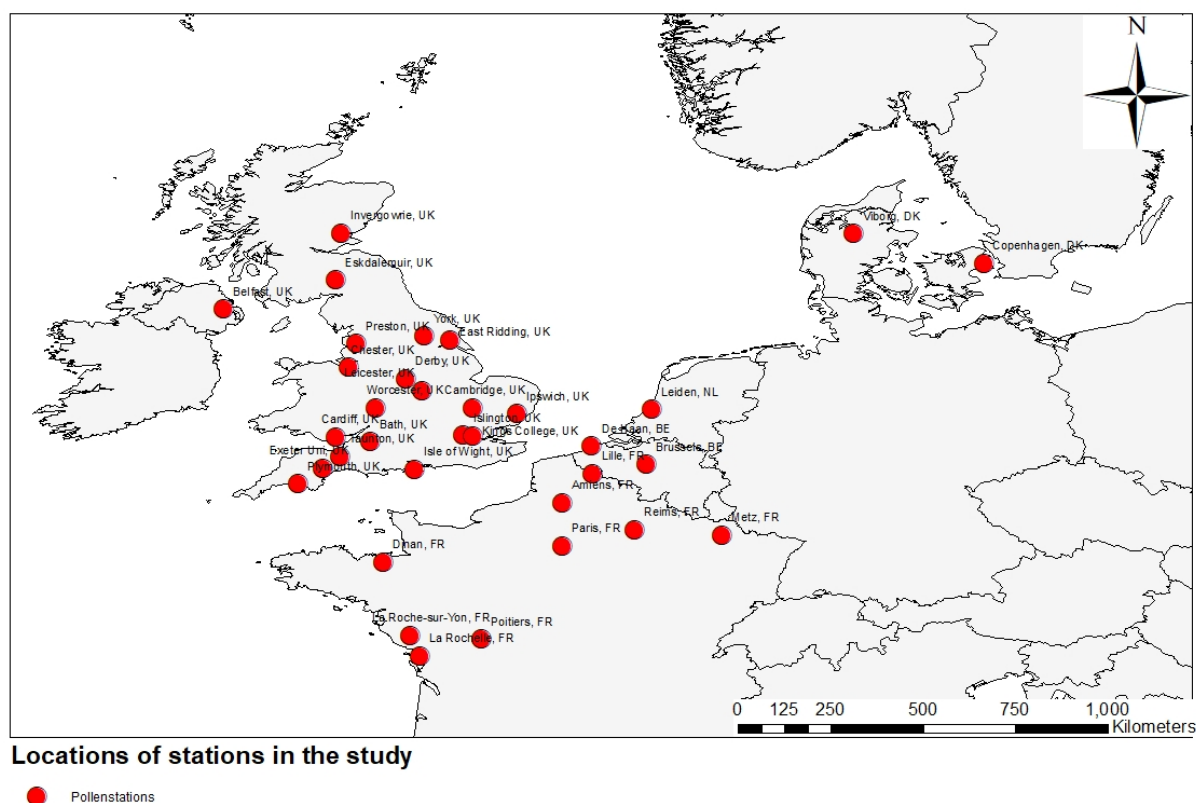 N
Invergowrie, UK
Viborg, DK
Copenhagen, DK
Eskdalemuir, UK
Belfast, UK
York, UK
Preston, UK
East Ridding, UK
Chester, UK
Derby, UK
Leicester, UK
Worcester, UK
Cambridge, UK
Ipswich, UK
Leiden, NL
Islington, UK
Cardiff, UK
Bath, UK
Kings College, UK
De Haan, BE
Taunton, UK
Exeter Uni, UK
Isle of Wight, UK
Lille, FR
Brussels, BE
Plymouth, UK
Amiens, FR
Reims, FR
Metz, FR
Paris, FR
Dinan, FR
La Roche-sur-Yon, FR
Poitiers, FR
La Rochelle, FR
0 125 250 500 750 1,000
Kilometers
Locations of stations in the study
Pollenstations